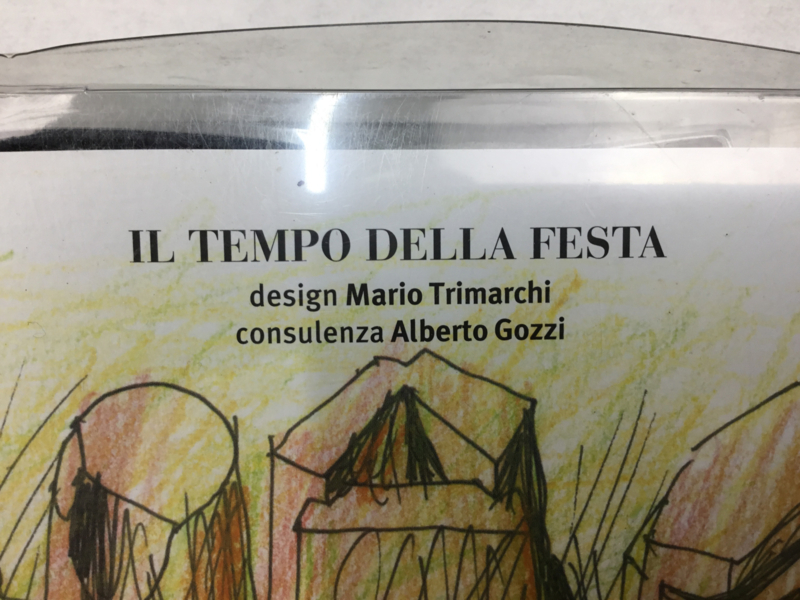 IL TEMPO DELLA FESTA
design Mario Trimarchi
consulenza Alberto Gozzi